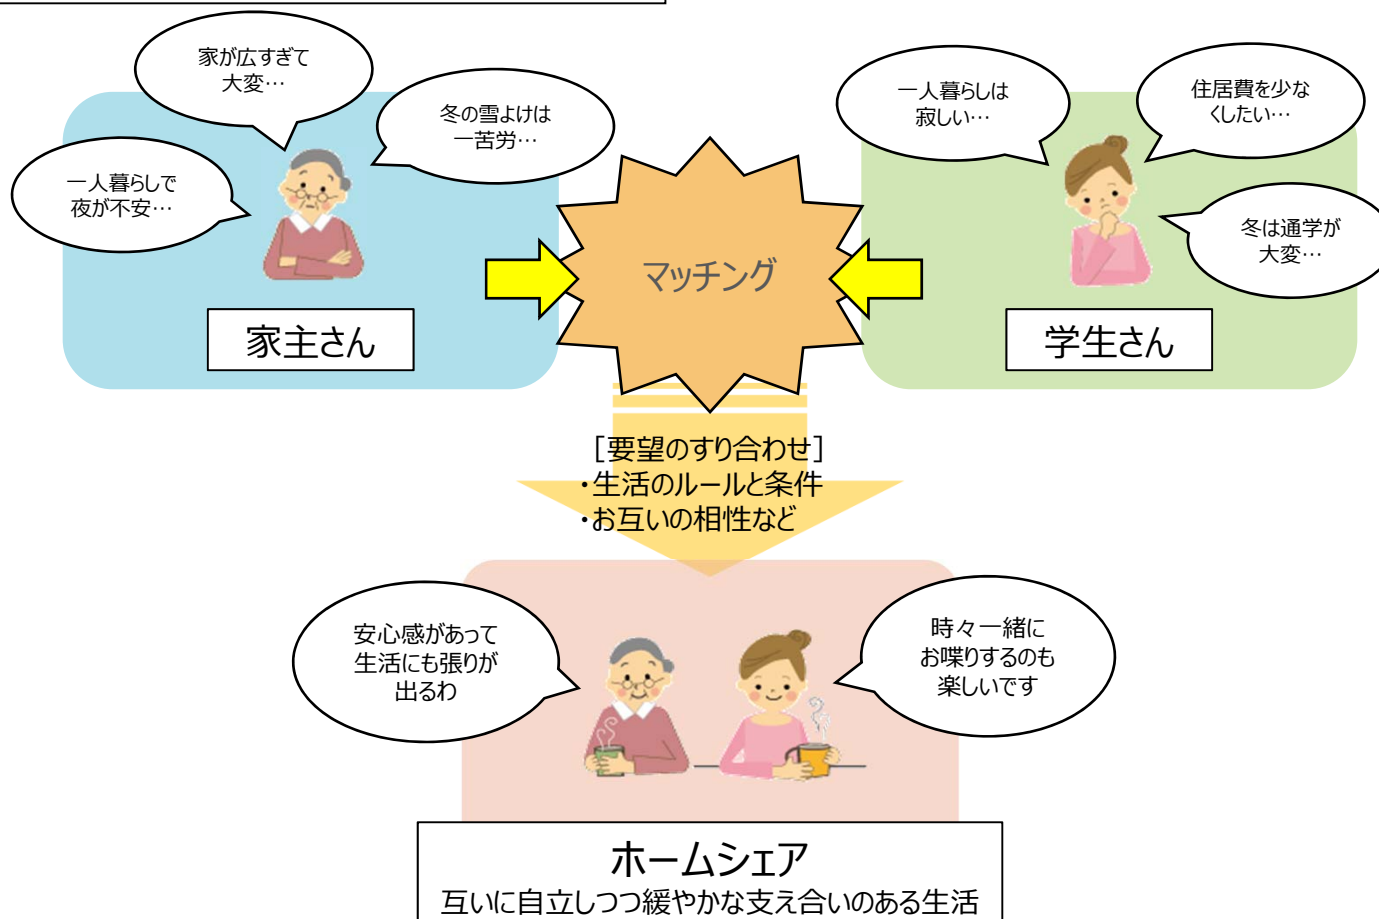 家が広すぎて
大変…
冬の雪よけは
一苦労…
一人暮らしで
夜が不安…
家主さん
マッチング
一人暮らしは
寂しい…
住居費を少な
くしたい…
冬は通学が
大変…
学生さん
[要望のすり合わせ]
・生活のルールと条件
・お互いの相性など
安心感があって
生活にも張りが
出るわ
時々一緒に
お喋りするのも
楽しいです
ホームシェア
互いに自立しつつ緩やかな支え合いのある生活